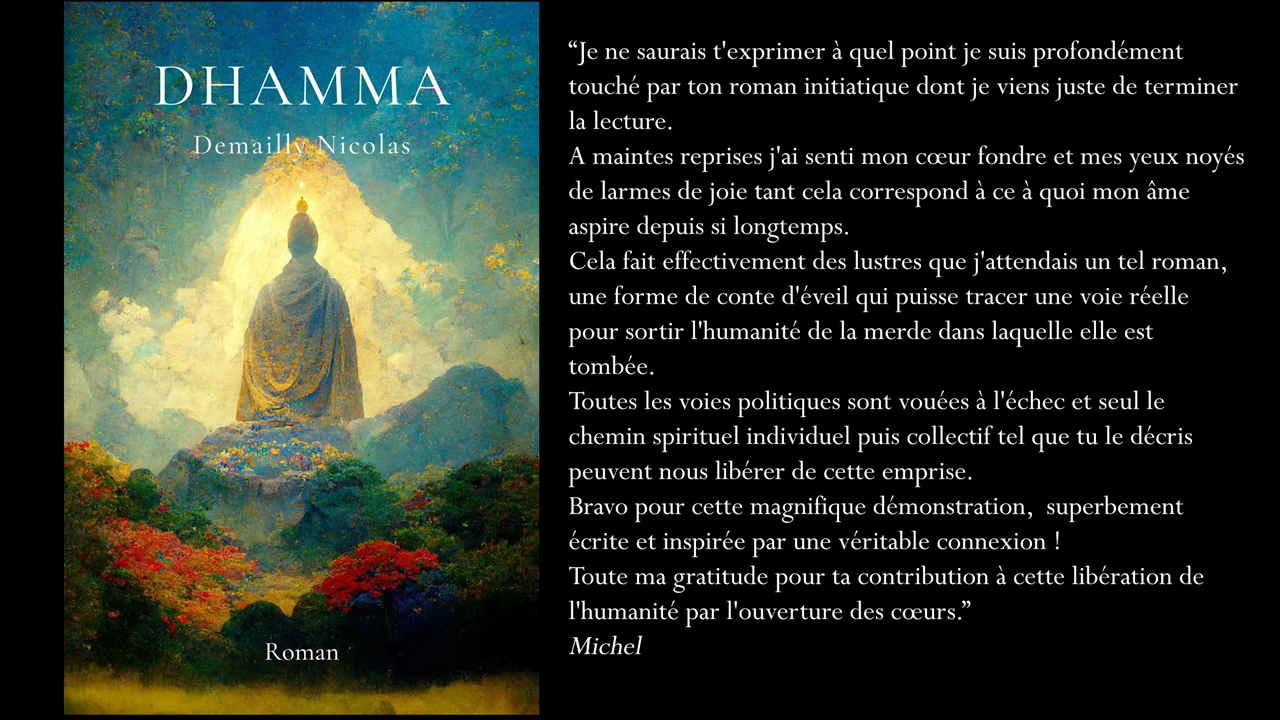 DHAMMA
Demailly Nicolas
Roman
“Je ne saurais t'exprimer à quel point je suis profondément
touché par ton roman initiatique dont je viens juste de terminer
la lecture.
A maintes reprises j'ai senti mon cœur fondre et mes yeux noyés
de larmes de joie tant cela correspond à ce à quoi mon âme
aspire depuis si longtemps.
Cela fait effectivement des lustres que j'attendais un tel roman,
une forme de conte d'éveil qui puisse tracer une voie réelle
pour sortir l'humanité de la merde dans laquelle elle est
tombée.
Toutes les voies politiques sont vouées à l'échec et seul le
chemin spirituel individuel puis collectif tel que tu le décris
peuvent nous libérer de cette emprise.
Bravo pour cette magnifique démonstration,  superbement
écrite et inspirée par une véritable connexion !
Toute ma gratitude pour ta contribution à cette libération de
l'humanité par l'ouverture des cœurs.”
Michel